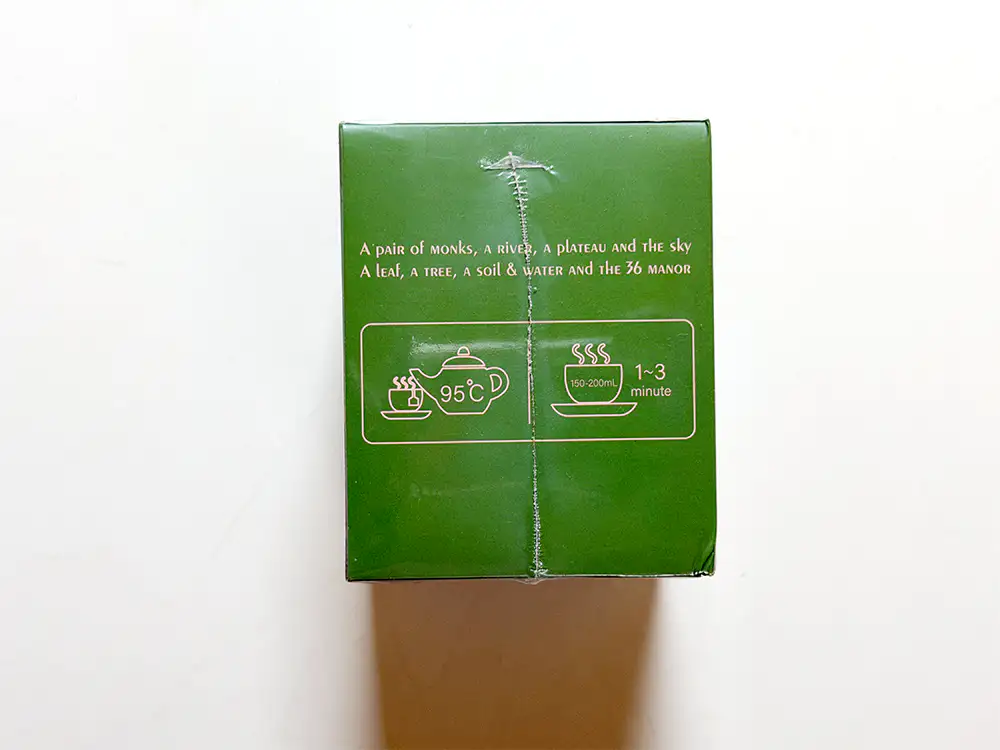 A pair of monks, a river, a plateau and the sky
A leaf, a tree, a soil & water and the 36 manor
95°C
150-200mL
1~3
minute